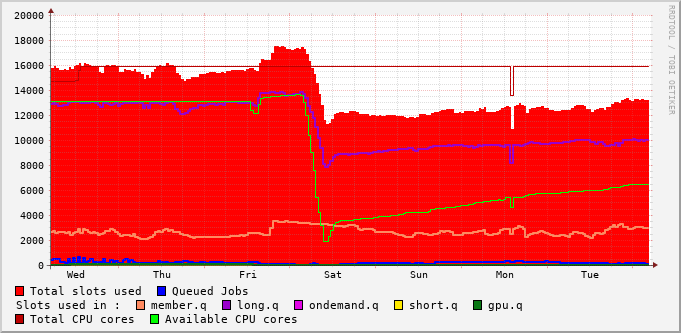 RRDTOOL / TOBI OETIKER
20000
18000
16000
14000
12000
10000
8000
6000
4000
2000
0
Wed Thu Fri Sat Sun Mon Tue
Total slots used Queued Jobs
Slots used in : member.q long.q ondemand.q short.q gpu.q
Total CPU cores Available CPU cores